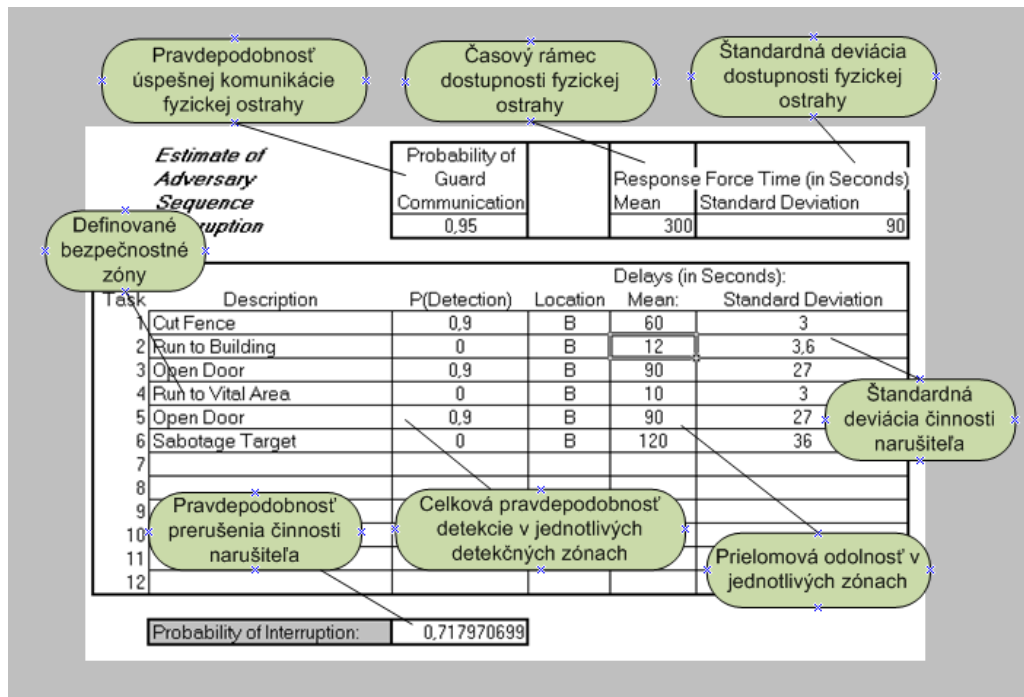 Pravdepodobnosť
úspešnej komunikácie
fyzickej ostrahy
Časový rámec
dostupnosti fyzickej
ostrahy
Štandardná deviácia
dostupnosti fyzickej
ostrahy
Estimate of
Adversary
Sequence
Probability of
Guard
Communication
0,95
Response Force Time (in Seconds)
Mean Standard Deviation
300 90
Definované
bezpečnostné
zóny
Delays (in Seconds):
Task Description P(Detection) Location Mean: Standard Deviation
1 Cut Fence 0,9 B 60 3
2 Run to Building 0 B 12 3,6
3 Open Door 0,9 B 90 27
4 Run to Vital Area 0 B 10 3
5 Open Door 0,9 B 90 27
6 Sabotage Target 0 B 120 36
7
8
9
10
11
12
Štandardná
deviácia činnosti
narušiteľa
Pravdepodobnosť
prerušenia činnosti
narušiteľa
Celková pravdepodobnosť
detekcie v jednotlivých
detekčných zónach
Prielomová odolnosť v
jednotlivých zónach
Probability of Interruption: 0,717970699